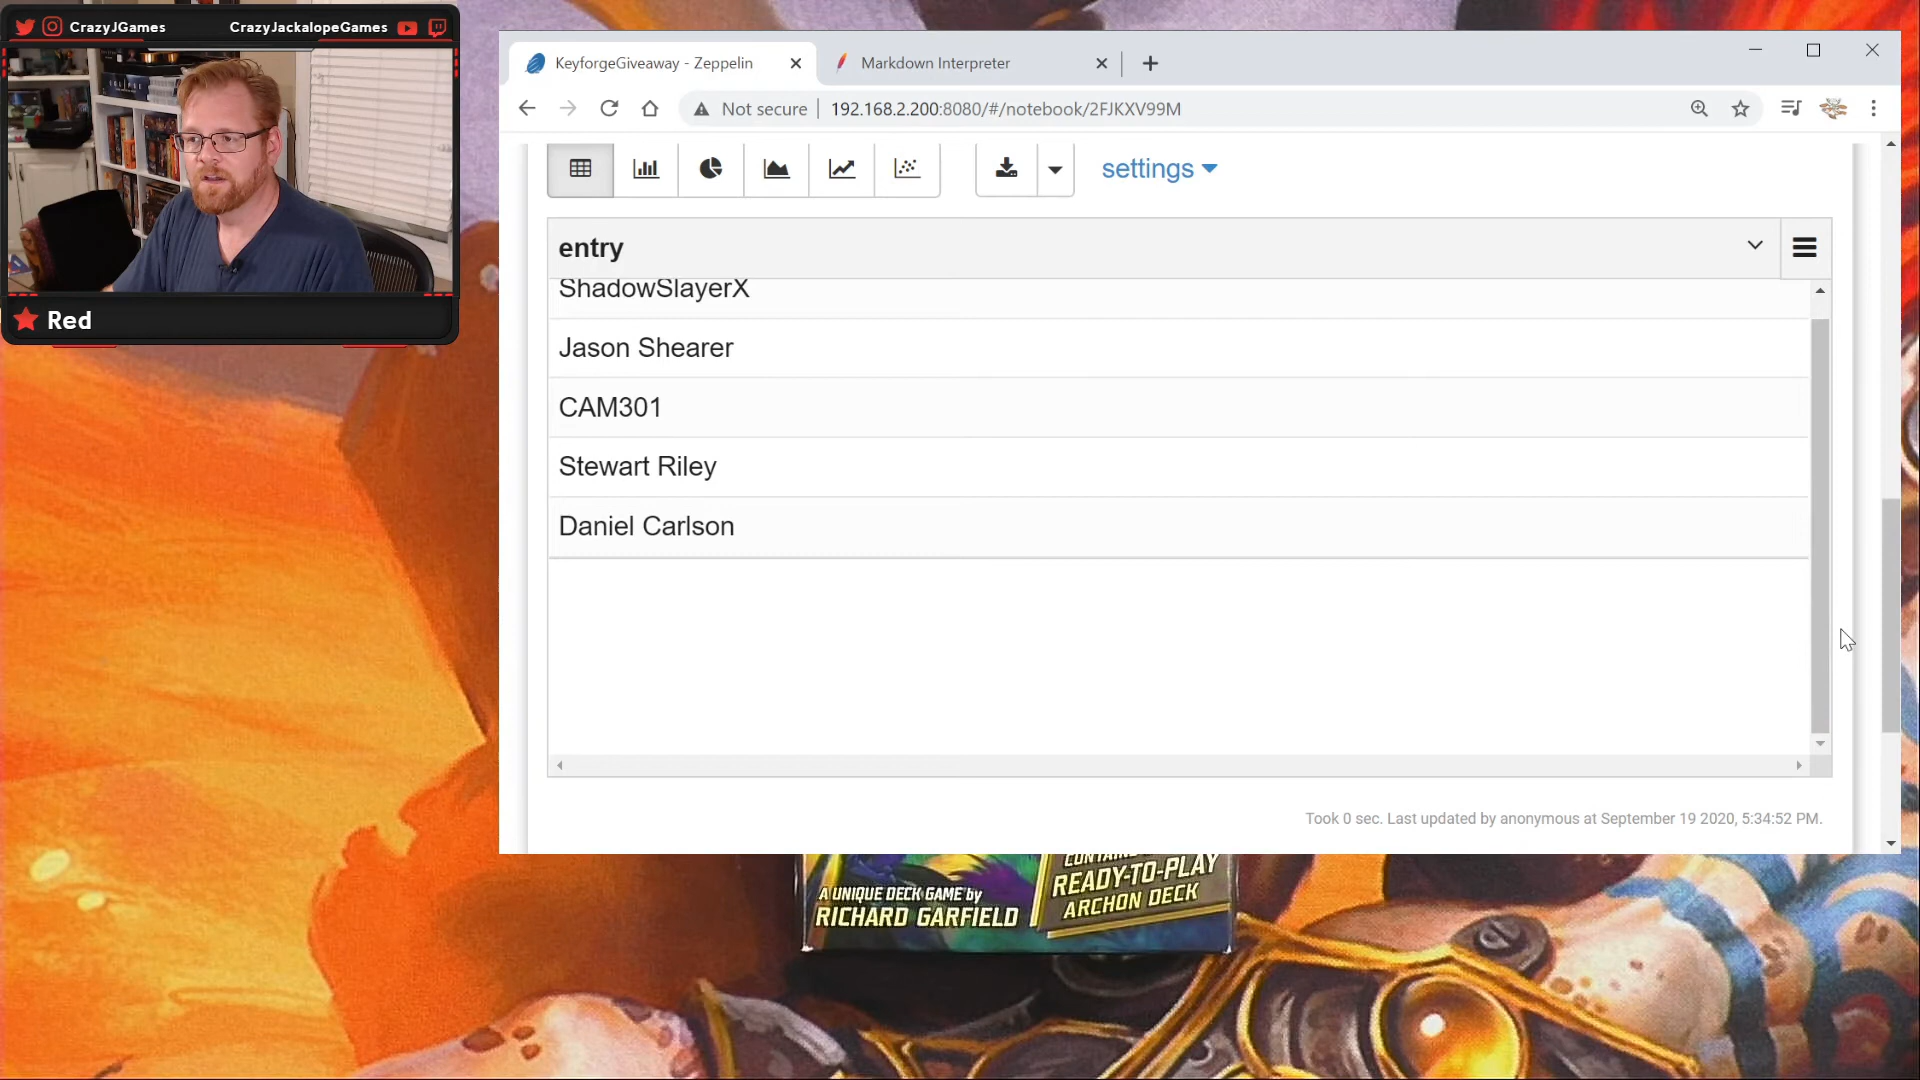 CrazyJGames CrazyJackalopeGames
Red
KeyforgeGiveaway - Zeppelin
Markdown Interpreter
Not secure 192.168.2.200:8080/#/notebook/2FJKXV99M
settings
entry
ShadowSlayerX
Jason Shearer
CAM301
Stewart Riley
Daniel Carlson
Took 0 sec. Last updated by anonymous at September 19 2020, 5:34:52 PM.
A UNIQUE DECK GAME by
RICHARD GARFIELD
READY-TO-PLAY
ARCHON DECK